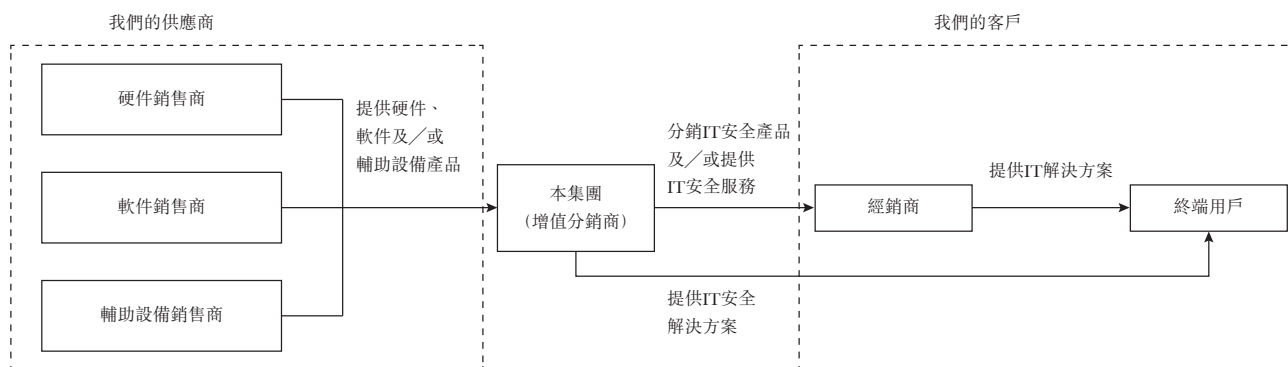 我們的供應商
我們的客戶
硬件銷售商
軟件銷售商
輔助設備銷售商
提供硬件、
軟件及／或
輔助設備產品
本集團
（增值分銷商）
分銷IT安全產品
及／或提供
IT安全服務
提供IT安全
解決方案
經銷商
提供IT解決方案
終端用戶